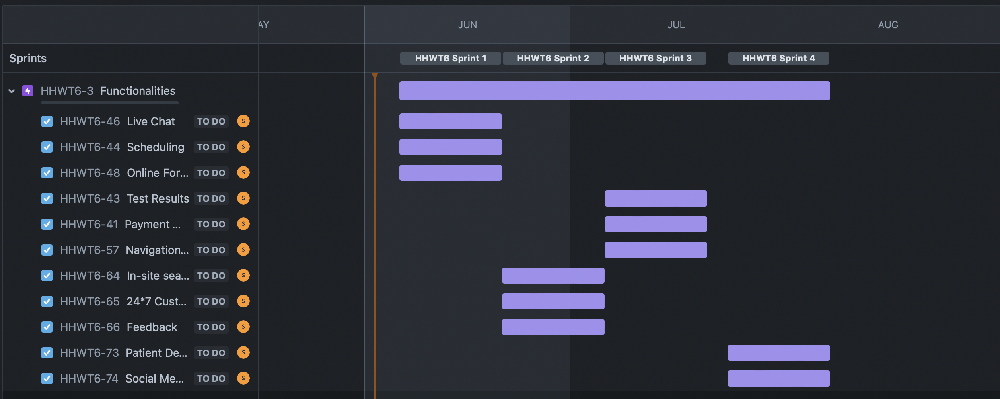 AY JUN JUL AUG
Sprints HHWT6 Sprint 1 HHWT6 Sprint 2 HHWT6 Sprint 3 HHWT6 Sprint 4
HHWT6-3 Functionalities
HHWT6-46 Live Chat TO DO S
HHWT6-44 Scheduling TO DO S
HHWT6-48 Online For... TO DO S
HHWT6-43 Test Results TO DO S
HHWT6-41 Payment ... TO DO S
HHWT6-57 Navigation... TO DO S
HHWT6-64 In-site sea... TO DO S
HHWT6-65 24*7 Cust... TO DO S
HHWT6-66 Feedback TO DO S
HHWT6-73 Patient De... TO DO S
HHWT6-74 Social Me... TO DO S